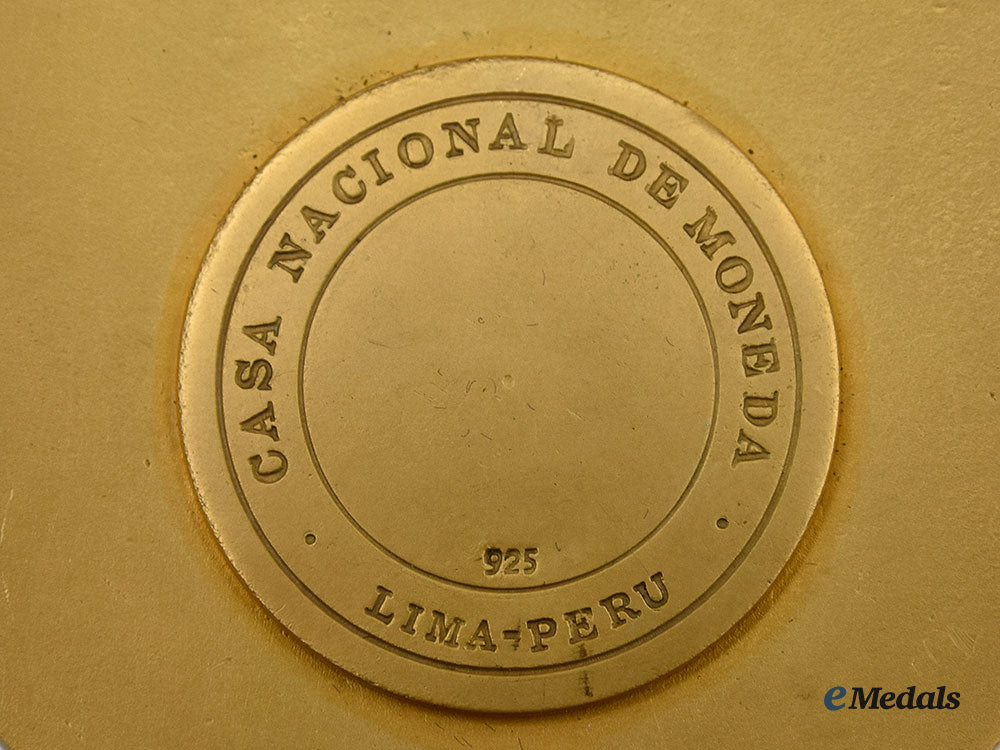 CASA NACIONAL DE MONEDA
925
LIMA-PERU
eMedals